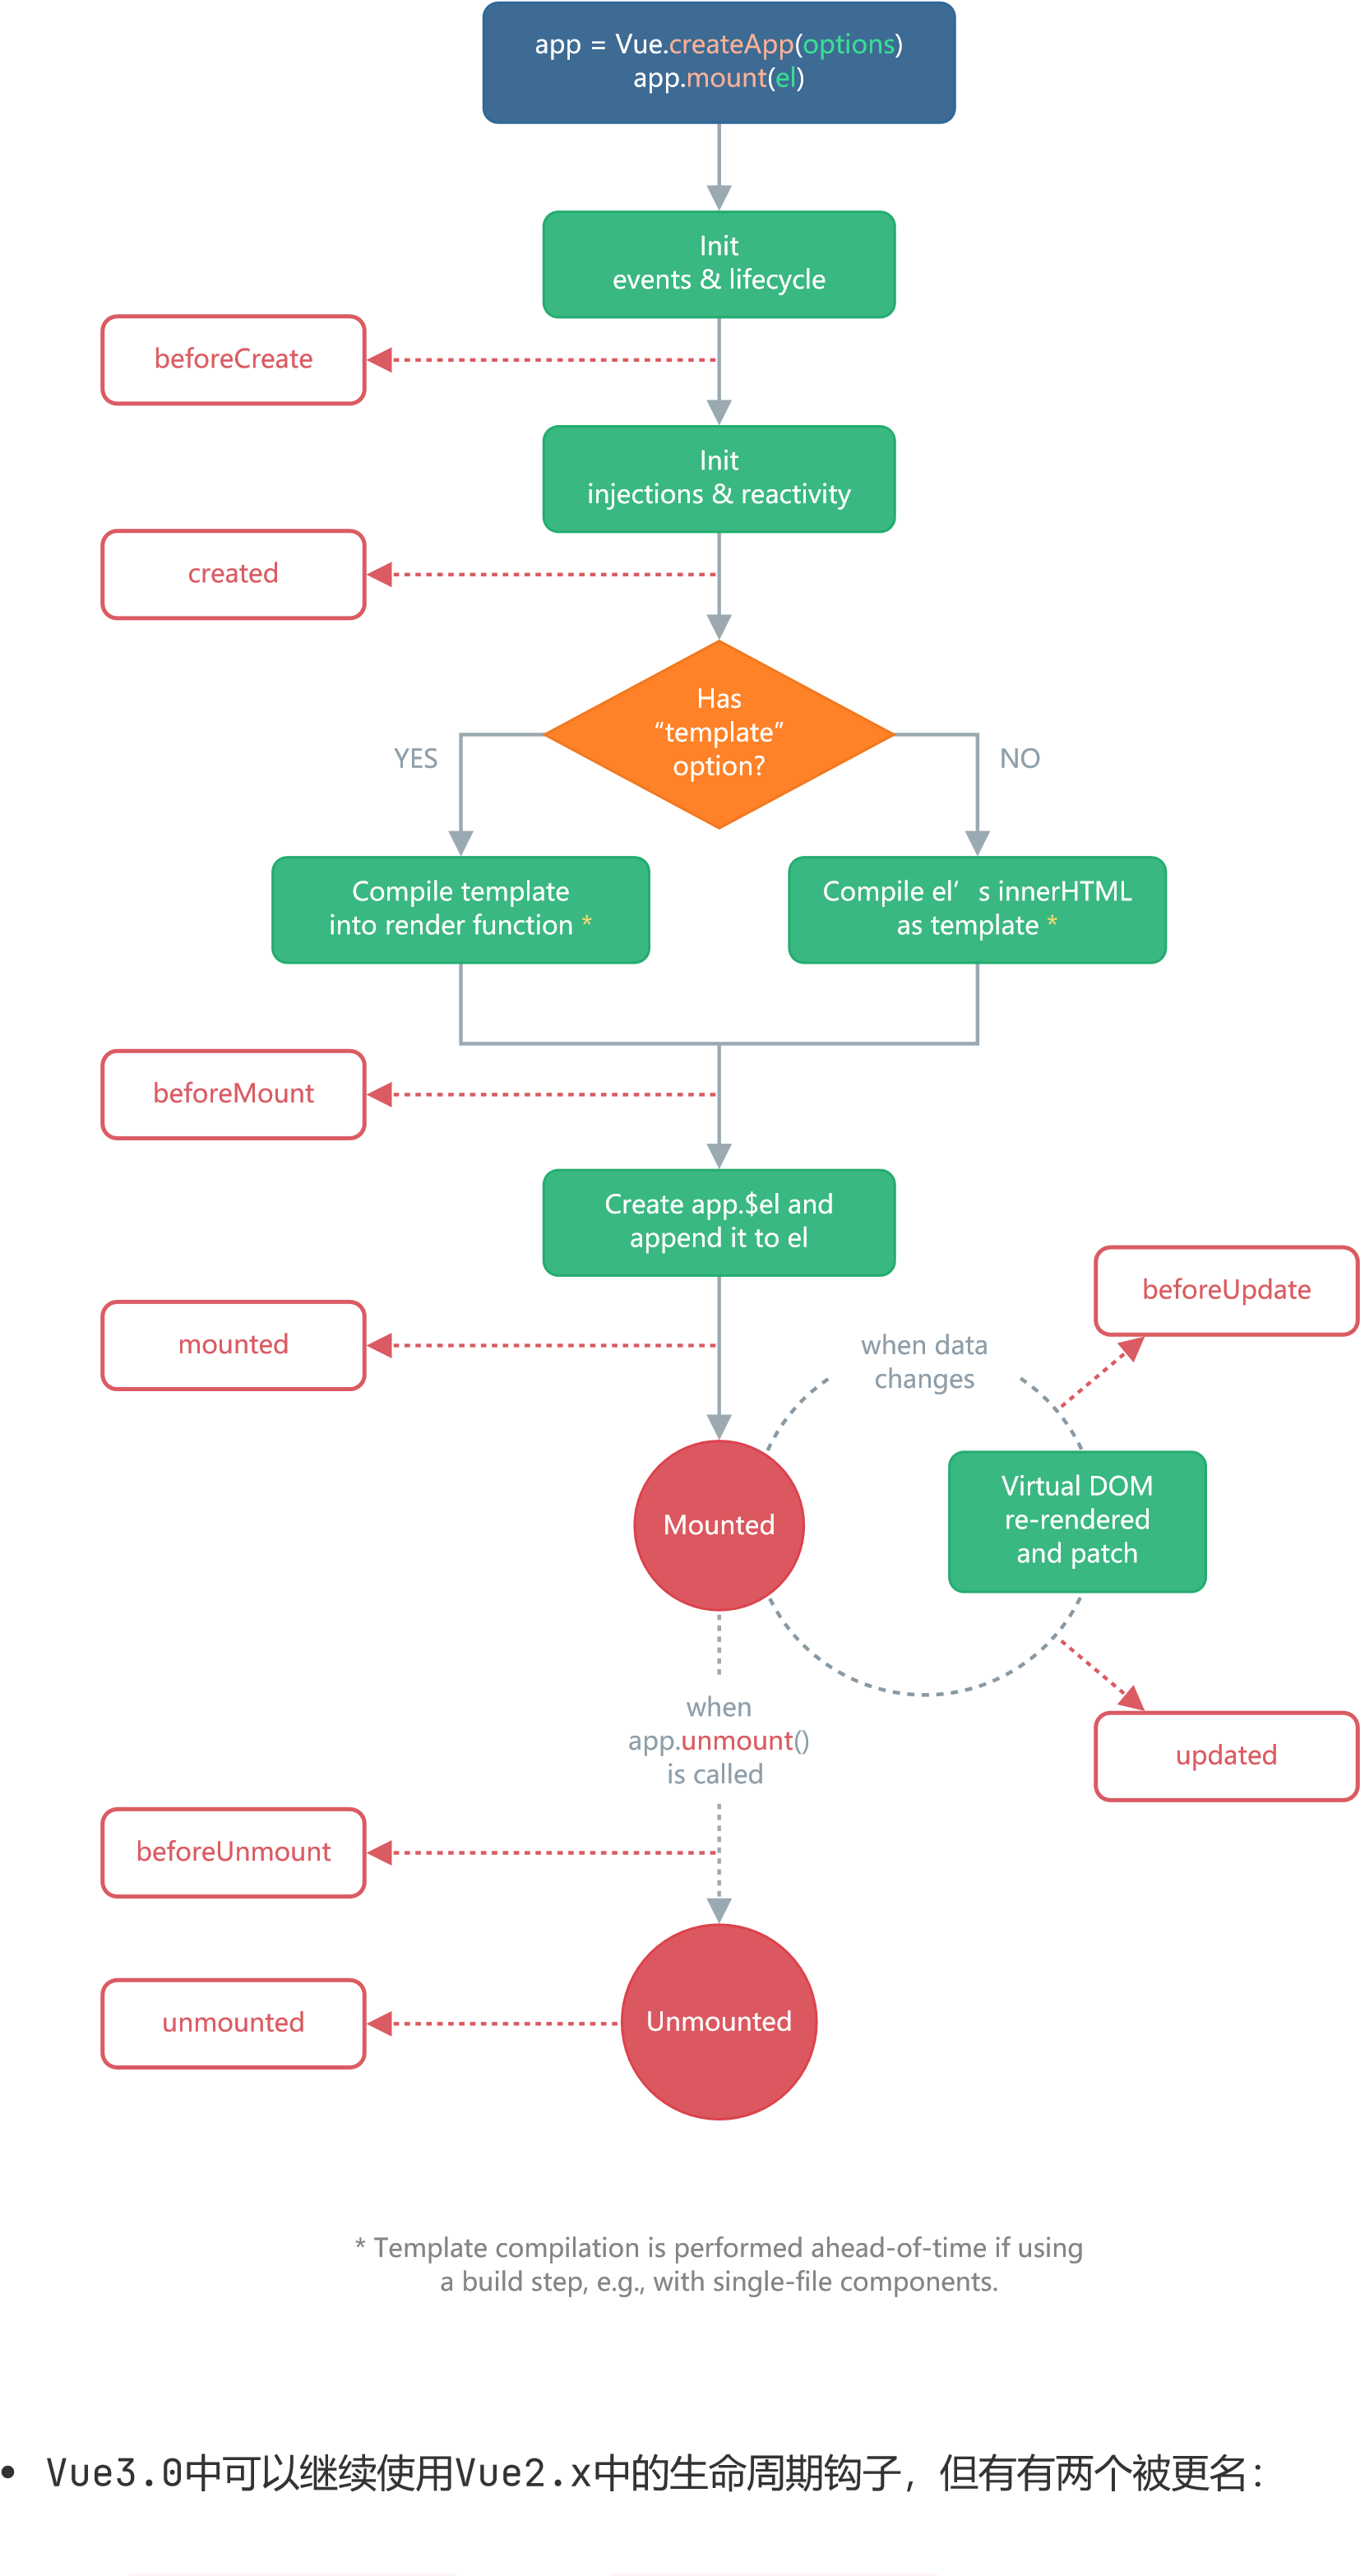 app = Vue.createApp(options)
app.mount(el)
Init
events & lifecycle
beforeCreate
Init
injections & reactivity
created
Has
“template”
option?
YES
NO
Compile template
into render function *
Compile el’s innerHTML
as template *
beforeMount
Create app.$el and
append it to el
beforeUpdate
mounted
when data
changes
Mounted
Virtual DOM
re-rendered
and patch
when
app.unmount()
is called
updated
beforeUnmount
unmounted
Unmounted
* Template compilation is performed ahead-of-time if using
a build step, e.g., with single-file components.
• Vue3.0中可以继续使用Vue2.x中的生命周期钩子，但有有两个被更名：